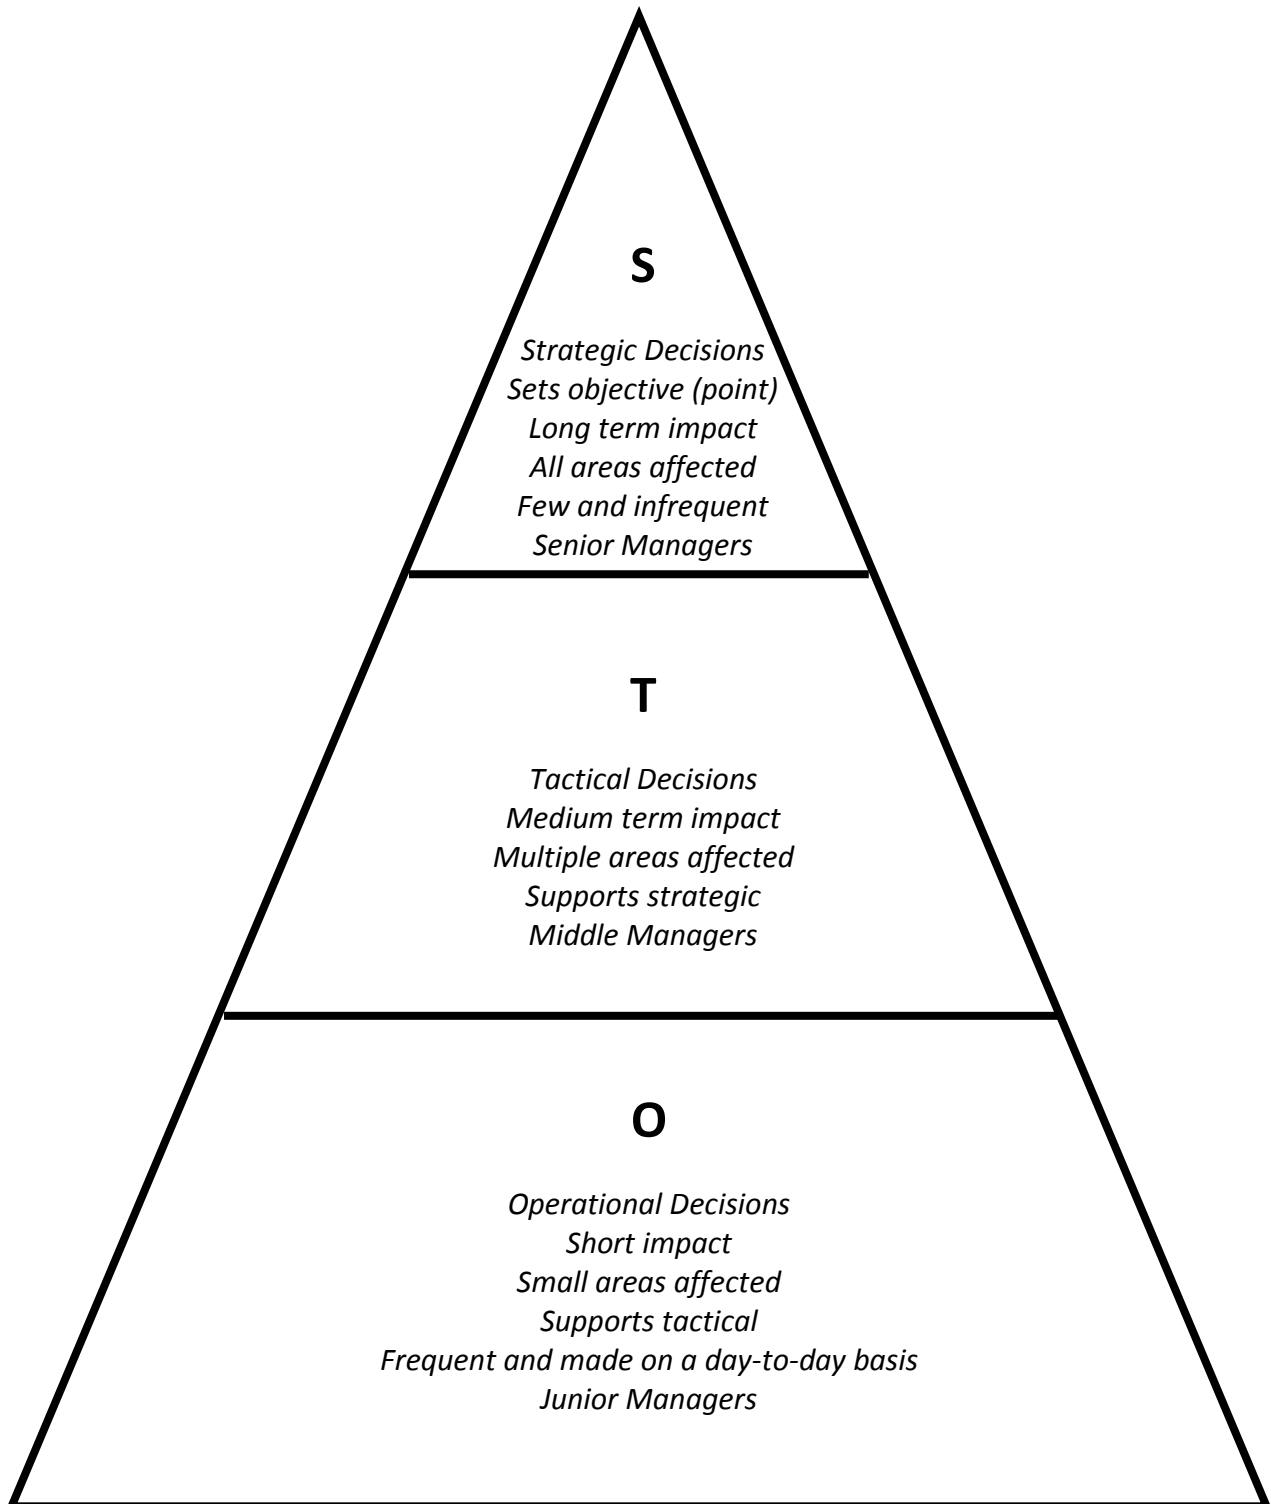 S
Strategic Decisions
Sets objective (point)
Long term impact
All areas affected
Few and infrequent
Senior Managers
T
Tactical Decisions
Medium term impact
Multiple areas affected
Supports strategic
Middle Managers
O
Operational Decisions
Short impact
Small areas affected
Supports tactical
Frequent and made on a day-to-day basis
Junior Managers